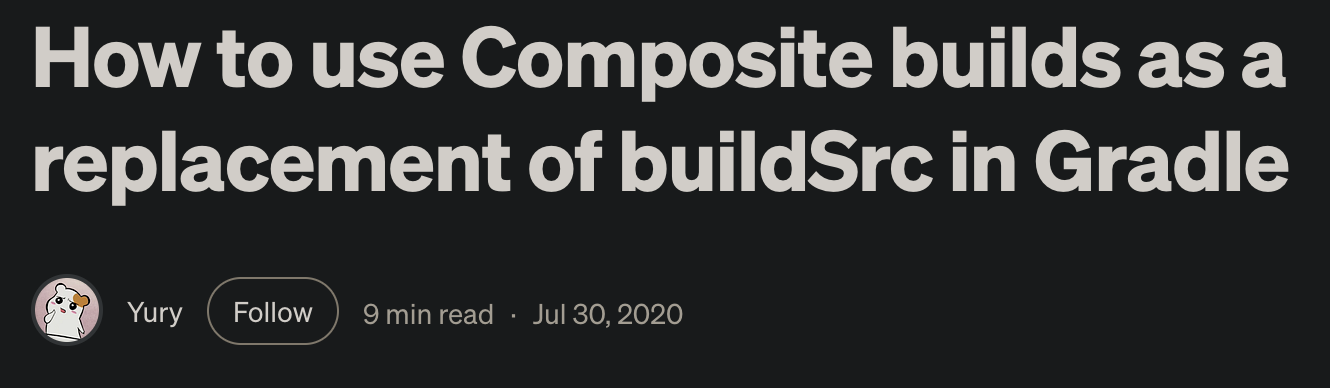 How to use Composite builds as a
replacement of buildSrc in Gradle
Yury Follow 9 min read · Jul 30, 2020